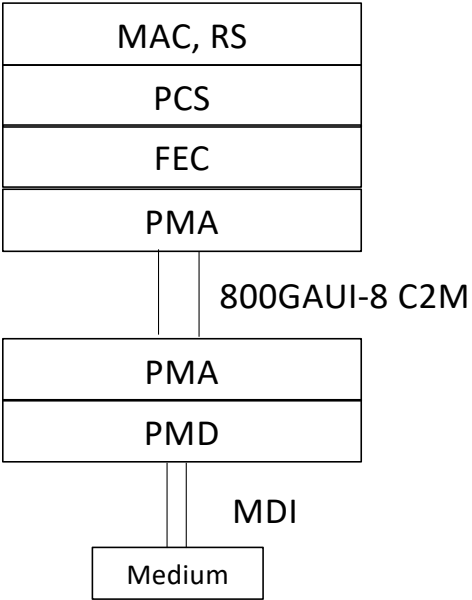 MAC, RS
PCS
FEC
PMA
800GAUI-8 C2M
PMA
PMD
MDI
Medium